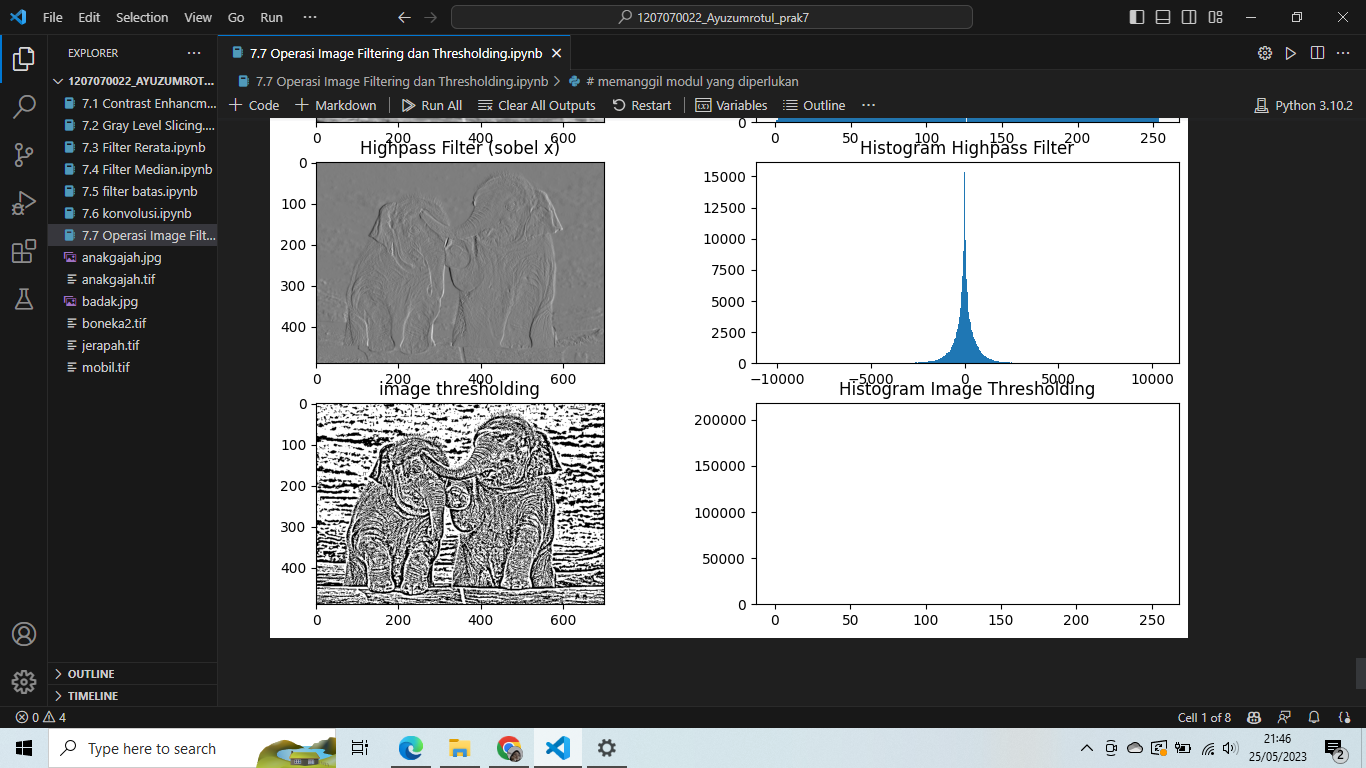 File Edit Selection View Go Run ··· 1207070022_Ayuzumrotul_prak7
EXPLORER ···
1207070022_AYUZUMROT...
7.1 Contrast Enhancm...
7.2 Gray Level Slicing....
7.3 Filter Rerata.ipynb
7.4 Filter Median.ipynb
7.5 filter batas.ipynb
7.6 konvolusi.ipynb
7.7 Operasi Image Filt...
anakgajah.jpg
anakgajah.tif
badak.jpg
boneka2.tif
jerapah.tif
mobil.tif
OUTLINE
TIMELINE
7.7 Operasi Image Filtering dan Thresholding.ipynb
7.7 Operasi Image Filtering dan Thresholding.ipynb > # memanggil modul yang diperlukan
+ Code + Markdown Run All Clear All Outputs Restart Variables Outline ··· Python 3.10.2
0 200 400 600
0
0 50 100 150 200 250
Highpass Filter (sobel x)
0
100
200
300
400
0 200 400 600
Histogram Highpass Filter
15000
12500
10000
7500
5000
2500
0
−10000 −5000 0 5000 10000
image thresholding
0
100
200
300
400
0 200 400 600
Histogram Image Thresholding
200000
150000
100000
50000
0
0 50 100 150 200 250
0 4
Cell 1 of 8
Type here to search
21:46
25/05/2023
2